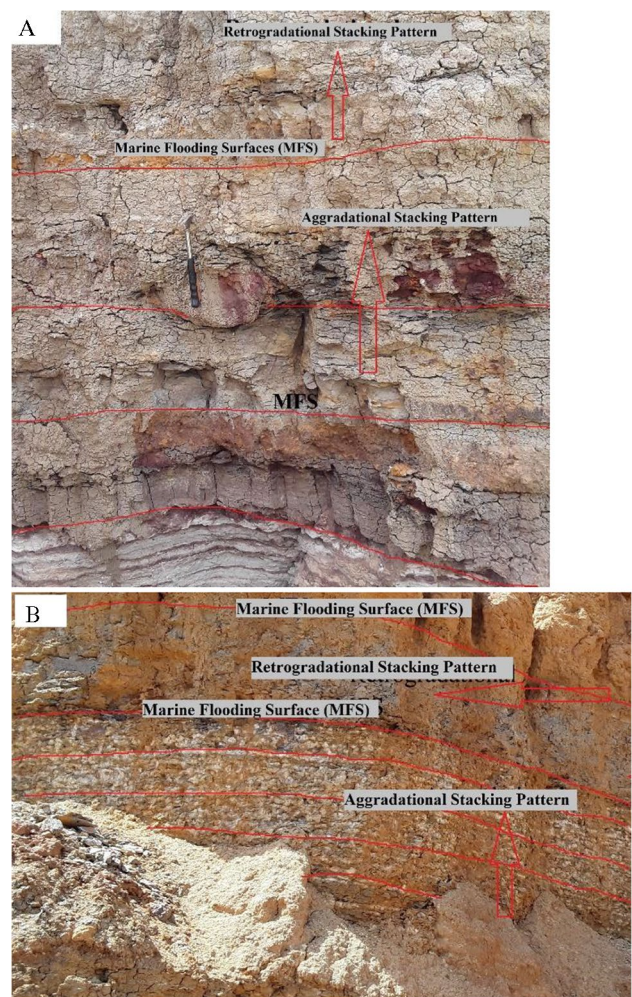 A
Retrogradational Stacking Pattern
Marine Flooding Surfaces (MFS)
Aggradational Stacking Pattern
MFS
B
Marine Flooding Surface (MFS)
Retrogradational Stacking Pattern
Retrogradational
Marine Flooding Surface (MFS)
Aggradational Stacking Pattern